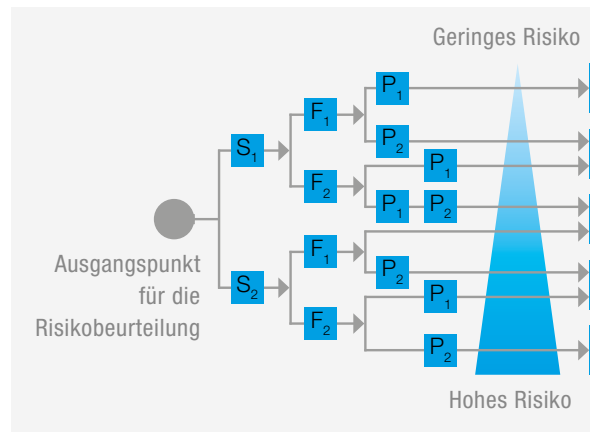 Geringes Risiko
P1
F1
S1
P2
P1
F2
P1 P2
F1
Ausgangspunkt
für die
Risikobeurteilung
S2
P2
P1
F2
P2
Hohes Risiko